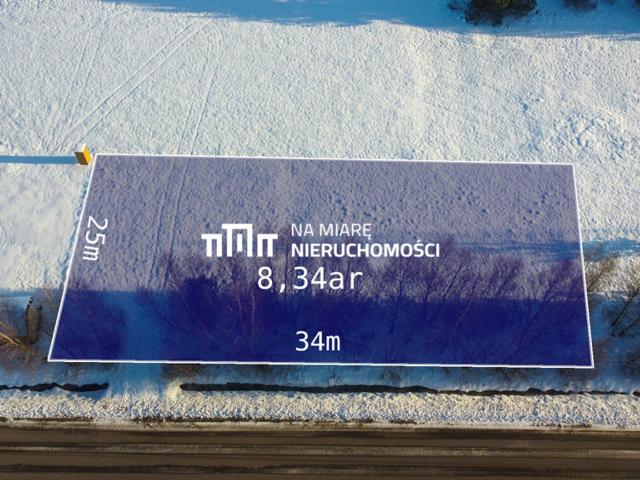 25m
NA MIARĘ
NIERUCHOMOŚCI
8,34ar
34m